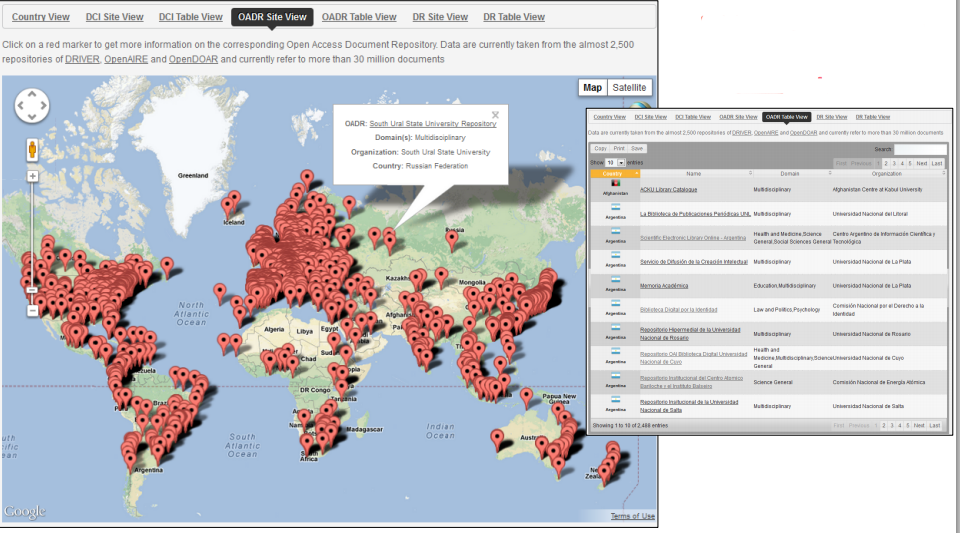 Country View DCI Site View DCI Table View OADR Site View OADR Table View DR Site View DR Table View
Click on a red marker to get more information on the corresponding Open Access Document Repository. Data are currently taken from the almost 2,500
repositories of DRIVER, OpenAIRE and OpenDOAR and currently refer to more than 30 million documents
Map Satellite
OADR: South Ural State University Repository
Domain(s): Multidisciplinary
Organization: South Ural State University
Country: Russian Federation
Greenland
Iceland
Russia
Kazakhs
Mongolia
North
Atlantic
Ocean
Afghanis
Algeria Libya Egypt
Chad Sud
DR Congo Tanzania
Papua New
Guinea
Madagascar
Indian
Ocean
South
Atlantic
Ocean
South
Africa
Argentina
Google
Terms of Use
Country View DCI Site View DCI Table View OADR Site View OADR Table View DR Site View DR Table View
Data are currently taken from the almost 2,500 repositories of DRIVER, OpenAIRE and OpenDOAR and currently refer to more than 30 million documents
Copy Print Save Search:
Show 10 entries First Previous 1 2 3 4 5 Next Last
Country Name Domain Organization
Afghanistan ACKU Library Catalogue Multidisciplinary Afghanistan Centre at Kabul University
Argentina La Biblioteca de Publicaciones Periódicas UNL Multidisciplinary Universidad Nacional del Litoral
Argentina Scientific Electronic Library Online - Argentina Health and Medicine,Science General,Social Sciences General Centro Argentino de Información Científica y Tecnológica
Argentina Servicio de Difusión de la Creación Intelectual Multidisciplinary Universidad Nacional de La Plata
Argentina Memoria Académica Education,Multidisciplinary Universidad Nacional de La Plata
Argentina Biblioteca Digital por la Identidad Law and Politics,Psychology Comisión Nacional por el Derecho a la Identidad
Argentina Repositorio Hipermedial de la Universidad Nacional de Rosario Multidisciplinary Universidad Nacional de Rosario
Argentina Repositorio OAI Biblioteca Digital Universidad Nacional de Cuyo Health and Medicine,Multidisciplinary,Science General Universidad Nacional de Cuyo
Argentina Repositorio Institucional del Centro Atómico Bariloche y el Instituto Balseiro Science General Comisión Nacional de Energía Atómica
Argentina Repositorio Institucional de la Universidad Nacional de Salta Multidisciplinary Universidad Nacional de Salta
Showing 1 to 10 of 2,488 entries First Previous 1 2 3 4 5 Next Last